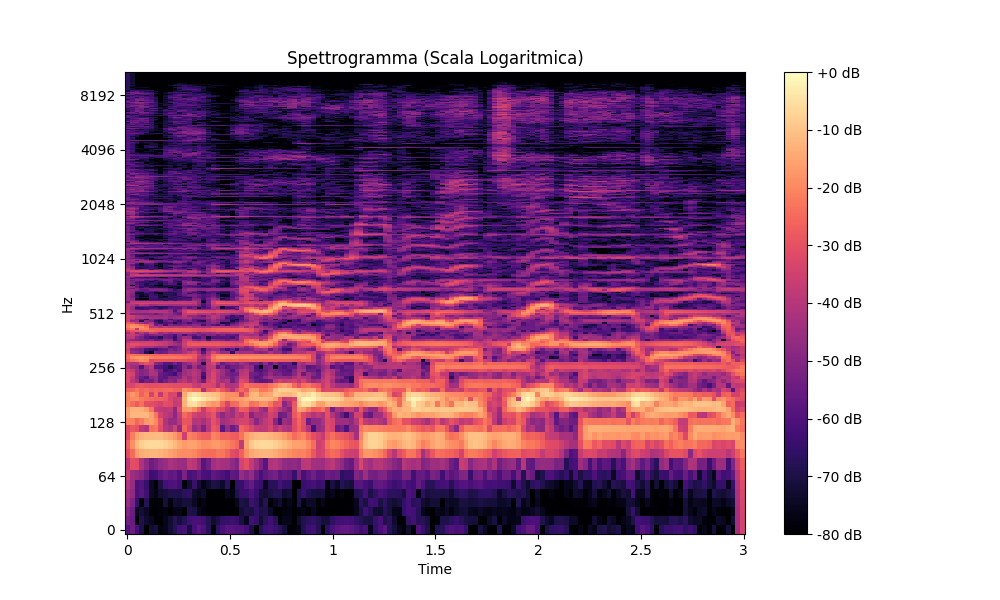 Spettrogramma (Scala Logaritmica)
Hz
8192
4096
2048
1024
512
256
128
64
0
0 0.5 1 1.5 2 2.5 3
Time
+0 dB
-10 dB
-20 dB
-30 dB
-40 dB
-50 dB
-60 dB
-70 dB
-80 dB